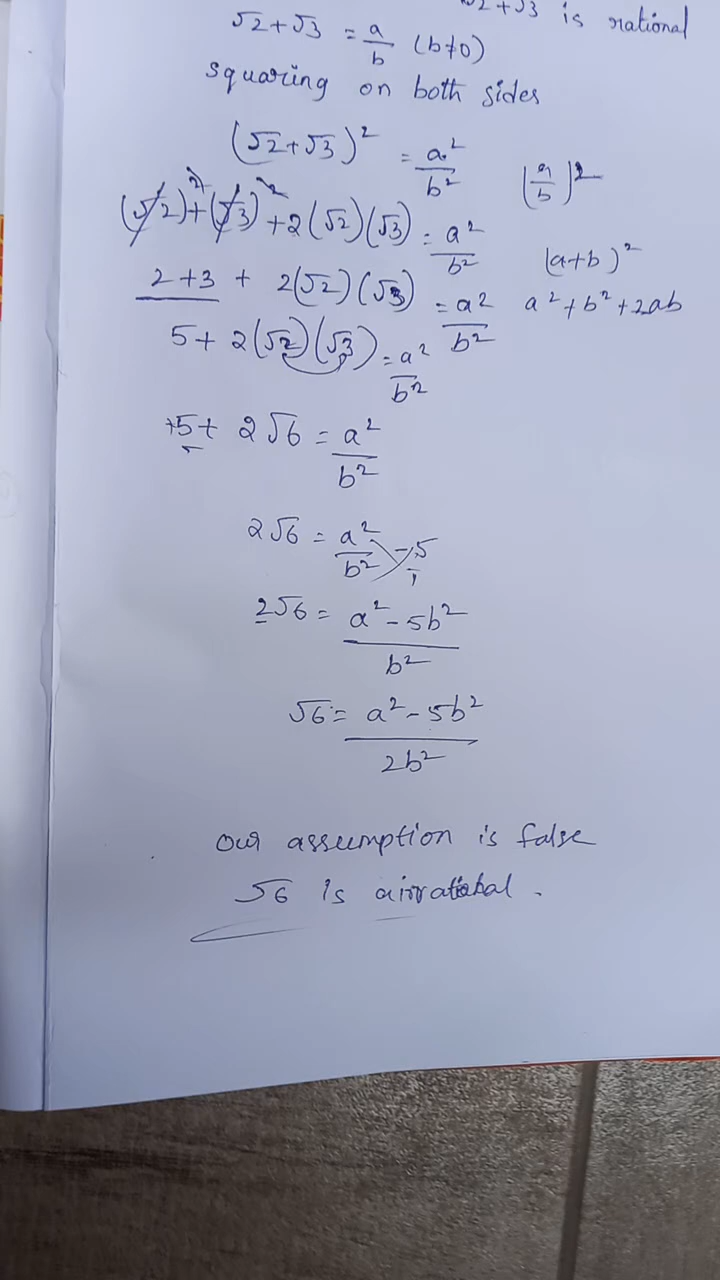 √2+√3 is rational
√2+√3 = a/b (b≠0)
squaring on both sides
(√2+√3)² = a²/b² (a/b)²
(√2)²+(√3)²+2(√2)(√3) = a²/b² (a+b)²
2+3 + 2(√2)(√3) = a²/b² a²+b²+2ab
5+2(√2)(√3) = a²/b²
+5+ 2√6 = a²/b²
2√6 = a²/b² -5/1
2√6 = a²-5b²/b²
√6 = a²-5b²/2b²
our assumption is false
√6 is